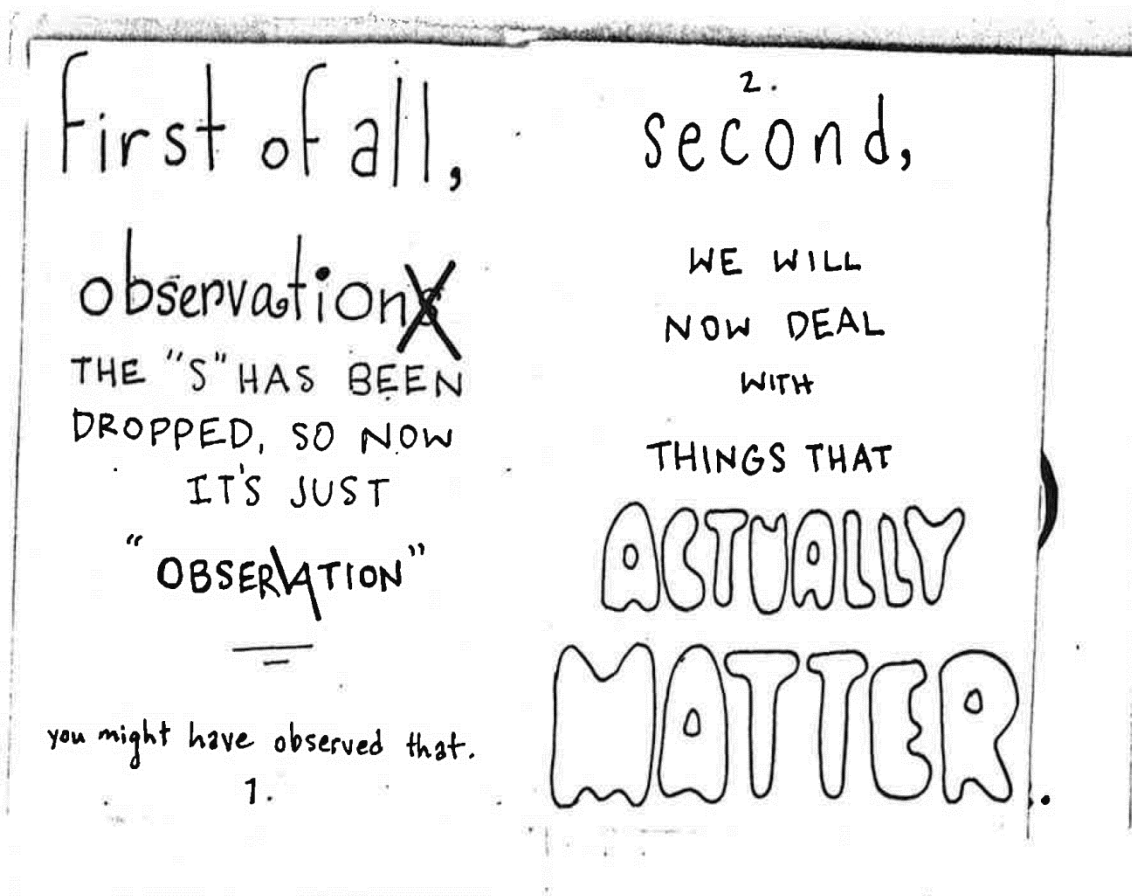 first of all,
observations
THE "S" HAS BEEN
DROPPED, SO NOW
IT'S JUST
"OBSERVATION"
you might have observed that.
1.
2.
second,
WE WILL
NOW DEAL
WITH
THINGS THAT
ACTUALLY
MATTER.